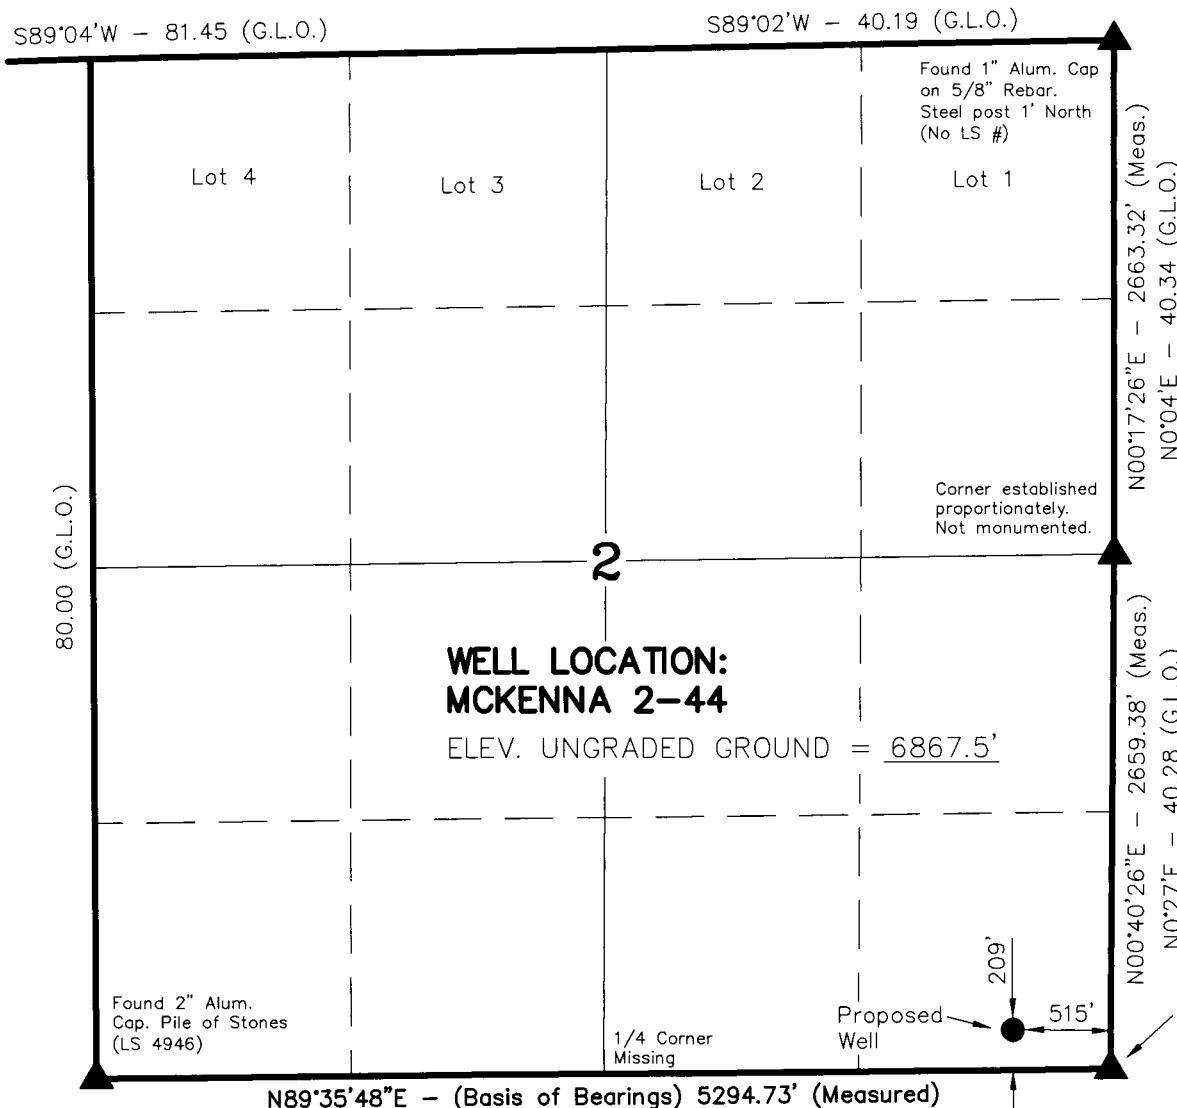 S89°04'W – 81.45 (G.L.O.)
S89°02'W – 40.19 (G.L.O.)
Found 1" Alum. Cap
on 5/8" Rebar.
Steel post 1' North
(No LS #)
Lot 4
Lot 3
Lot 2
Lot 1
N00°17'26"E – 2663.32' (Meas.)
N0°04'E – 40.34 (G.L.O.)
Corner established
proportionately.
Not monumented.
80.00 (G.L.O.)
2
WELL LOCATION:
MCKENNA 2–44
ELEV. UNGRADED GROUND = 6867.5'
N00°40'26"E – 2659.38' (Meas.)
N0°27'E – 40.28 (G.L.O.)
209'
515'
Proposed
Well
Found 2" Alum.
Cap. Pile of Stones
(LS 4946)
1/4 Corner
Missing
N89°35'48"E – (Basis of Bearings) 5294.73' (Measured)